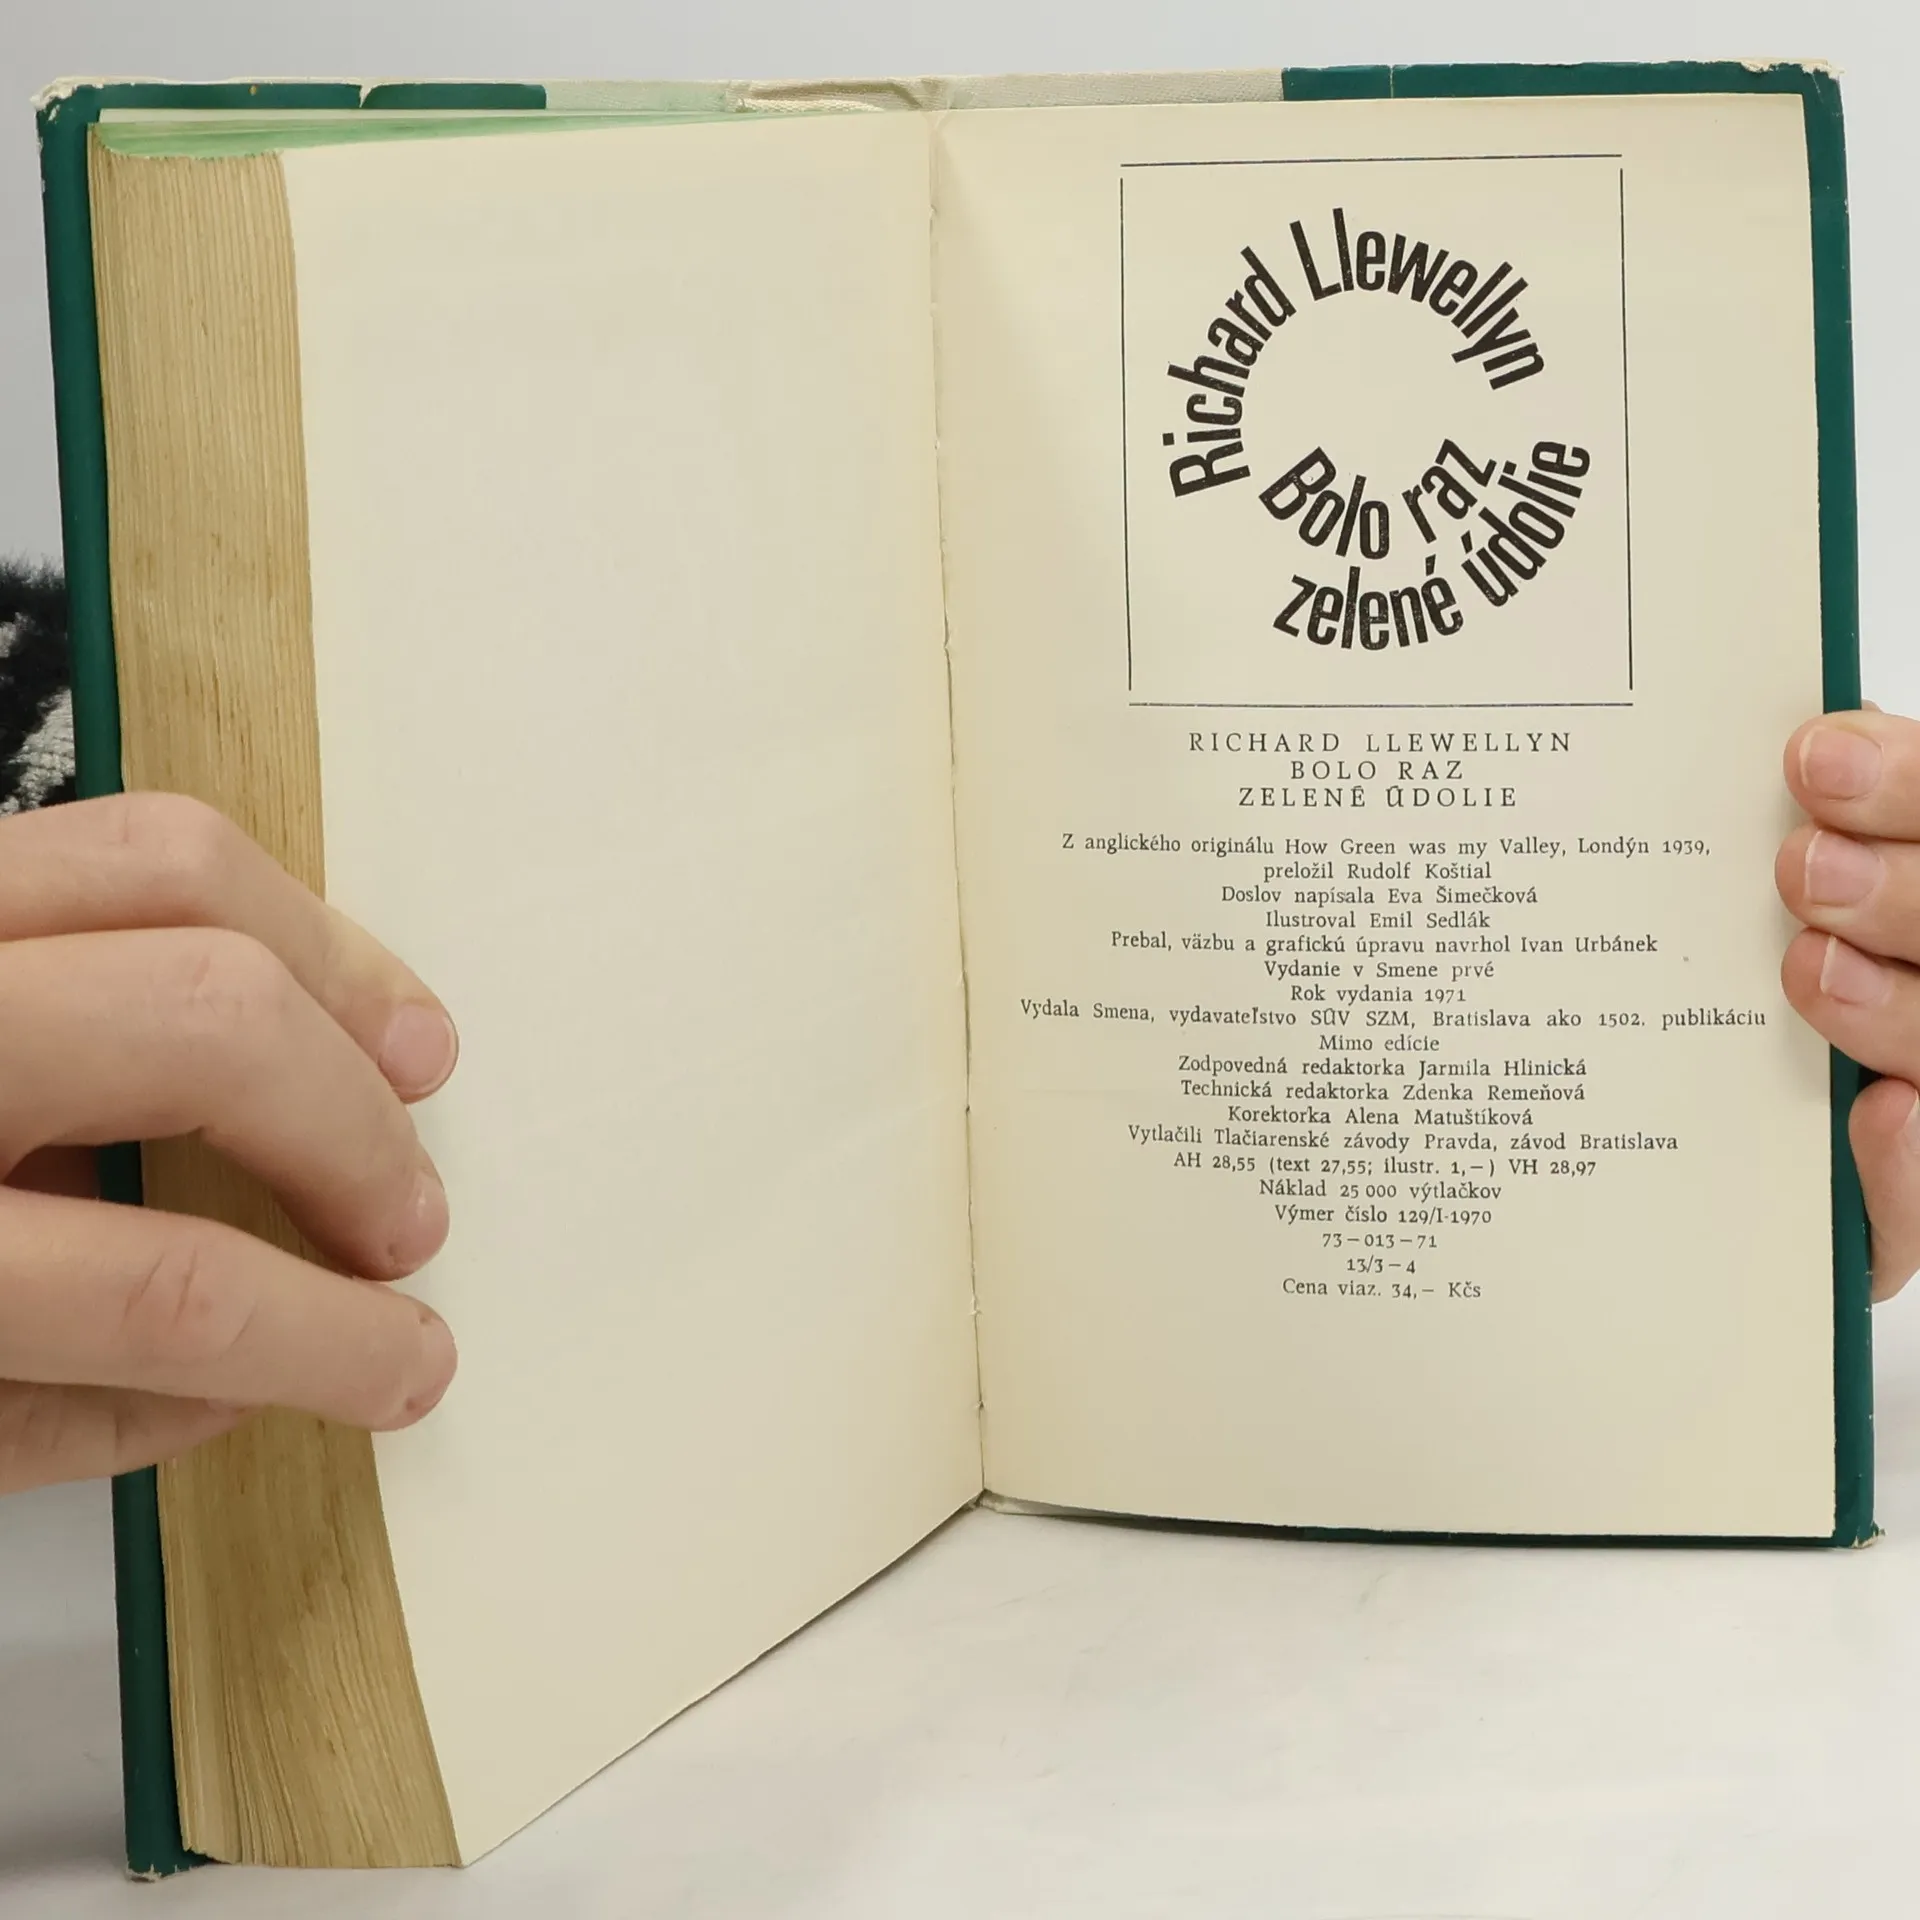 Richard Llewellyn
Bolo raz
zelené údolie
RICHARD LLEWELLYN
BOLO RAZ
ZELENÉ ÚDOLIE
Z anglického originálu How Green was my Valley, Londýn 1939,
preložil Rudolf Koštial
Doslov napísala Eva Šimečková
Ilustroval Emil Sedlák
Prebal, väzbu a grafickú úpravu navrhol Ivan Urbánek
Vydanie v Smene prvé
Rok vydania 1971
Vydala Smena, vydavateľstvo SÚV SZM, Bratislava ako 1502. publikáciu
Mimo edície
Zodpovedná redaktorka Jarmila Hlinická
Technická redaktorka Zdenka Remeňová
Korektorka Alena Matuštíková
Vytlačili Tlačiarenské závody Pravda, závod Bratislava
AH 28,55 (text 27,55; ilustr. 1,—) VH 28,97
Náklad 25 000 výtlačkov
Výmer číslo 129/I-1970
73—013—71
13/3—4
Cena viaz. 34,— Kčs